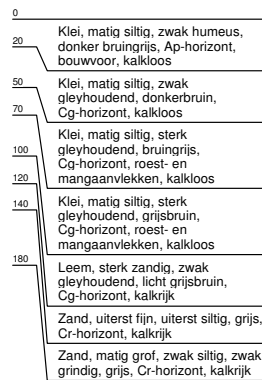 0
Klei, matig siltig, zwak humeus,
donker bruingrijs, Ap-horizont,
bouwvoor, kalkloos
20
Klei, matig siltig, zwak
gleyhoudend, donkerbruin,
Cg-horizont, kalkloos
50
Klei, matig siltig, sterk
gleyhoudend, bruingrijs,
Cg-horizont, roest- en
mangaanvlekken, kalkloos
70
Klei, matig siltig, sterk
gleyhoudend, grijsbruin,
Cg-horizont, roest- en
mangaanvlekken, kalkloos
100
Leem, sterk zandig, zwak
gleyhoudend, licht grijsbruin,
Cg-horizont, kalkrijk
120
Zand, uiterst fijn, uiterst siltig, grijs,
Cr-horizont, kalkrijk
140
Zand, matig grof, zwak siltig, zwak
grindig, grijs, Cr-horizont, kalkrijk
180